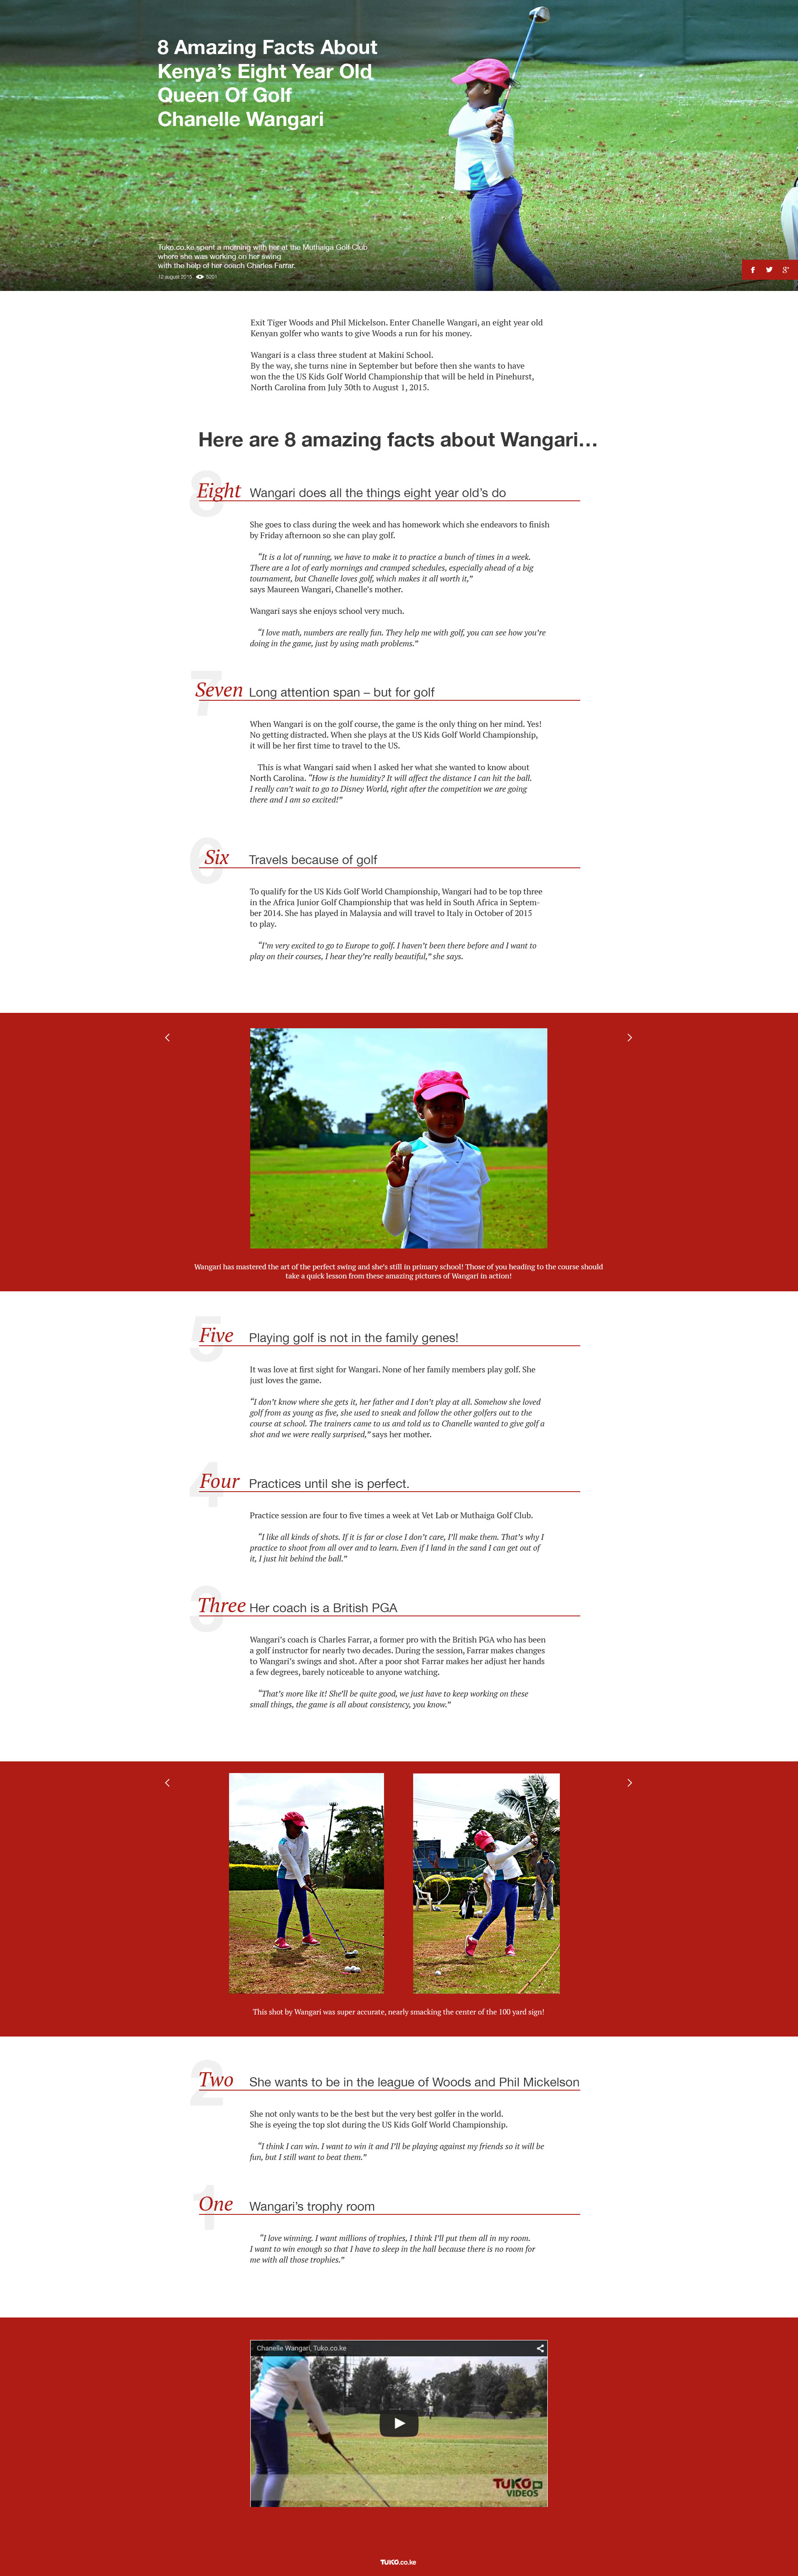 8 Amazing Facts About
Kenya's Eight Year Old
Queen Of Golf
Chanelle Wangari
Tuko.co.ke spent a morning with her at the Muthaiga Golf Club
where she was working on her swing
with the help of her coach Charles Farrar.
Exit Tiger Woods and Phil Mickelson. Enter Chanelle Wangari, an eight year old
Kenyan golfer who wants to give Woods a run for his money.
Wangari is a class three student at Makini School.
By the way, she turns nine in September but before then she wants to have
won the the US Kids Golf World Championship that will be held in Pinehurst,
North Carolina from July 30th to August 1, 2015.
Here are 8 amazing facts about Wangari...
8
Eight Wangari does all the things eight year old's do
She goes to class during the week and has homework which she endeavors to finish
by Friday afternoon so she can play golf.
“It is a lot of running, we have to make it to practice a bunch of times in a week.
There are a lot of early mornings and cramped schedules, especially ahead of a big
tournament, but Chanelle loves golf, which makes it all worth it,”
says Maureen Wangari, Chanelle's mother.
Wangari says she enjoys school very much.
“I love math, numbers are really fun. They help me with golf, you can see how you're
doing in the game, just by using math problems.”
7
Seven Long attention span – but for golf
When Wangari is on the golf course, the game is the only thing on her mind. Yes!
No getting distracted. When she plays at the US Kids Golf World Championship,
it will be her first time to travel to the US.
This is what Wangari said when I asked her what she wanted to know about
North Carolina. “How is the humidity? It will affect the distance I can hit the ball.
I really can't wait to go to Disney World, right after the competition we are going
there and I am so excited!”
6
Six Travels because of golf
To qualify for the US Kids Golf World Championship, Wangari had to be top three
in the Africa Junior Golf Championship that was held in South Africa in Septem-
ber 2014. She has played in Malaysia and will travel to Italy in October of 2015
to play.
“I'm very excited to go to Europe to golf. I haven't been there before and I want to
play on their courses, I hear they're really beautiful,” she says.
Wangari has mastered the art of the perfect swing and she's still in primary school! Those of you heading to the course should
take a quick lesson from these amazing pictures of Wangari in action!
5
Five Playing golf is not in the family genes!
It was love at first sight for Wangari. None of her family members play golf. She
just loves the game.
“I don't know where she gets it, her father and I don't play at all. Somehow she loved
golf from as young as five, she used to sneak and follow the other golfers out to the
course at school. The trainers came to us and told us to Chanelle wanted to give golf a
shot and we were really surprised,” says her mother.
4
Four Practices until she is perfect.
Practice session are four to five times a week at Vet Lab or Muthaiga Golf Club.
“I like all kinds of shots. If it is far or close I don't care, I'll make them. That's why I
practice to shoot from all over and to learn. Even if I land in the sand I can get out of
it, I just hit behind the ball.”
3
Three Her coach is a British PGA
Wangari's coach is Charles Farrar, a former pro with the British PGA who has been
a golf instructor for nearly two decades. During the session, Farrar makes changes
to Wangari's swings and shot. After a poor shot Farrar makes her adjust her hands
a few degrees, barely noticeable to anyone watching.
“That's more like it! She'll be quite good, we just have to keep working on these
small things, the game is all about consistency, you know.”
This shot by Wangari was super accurate, nearly smacking the center of the 100 yard sign!
2
Two She wants to be in the league of Woods and Phil Mickelson
She not only wants to be the best but the very best golfer in the world.
She is eyeing the top slot during the US Kids Golf World Championship.
“I think I can win. I want to win it and I'll be playing against my friends so it will be
fun, but I still want to beat them.”
1
One Wangari's trophy room
“I love winning. I want millions of trophies, I think I'll put them all in my room.
I want to win enough so that I have to sleep in the hall because there is no room for
me with all those trophies.”
Chanelle Wangari, Tuko.co.ke
TUKO
VIDEOS
TUKO.co.ke